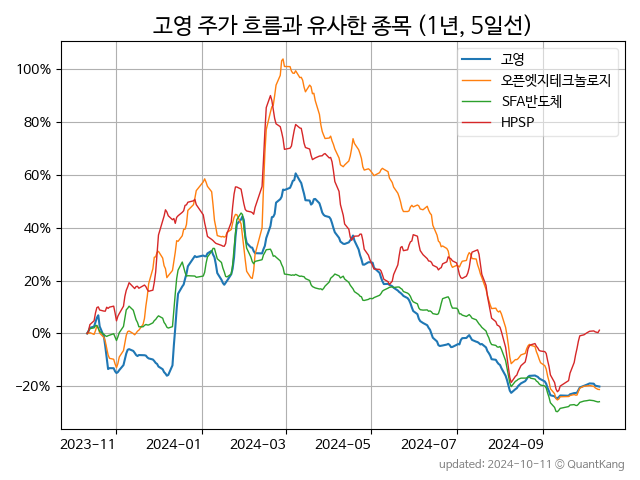 고영 주가 흐름과 유사한 종목 (1년, 5일선)
고영
오픈엣지테크놀로지
SFA반도체
HPSP
100%
80%
60%
40%
20%
0%
−20%
2023-11
2024-01
2024-03
2024-05
2024-07
2024-09
updated: 2024-10-11 © QuantKang